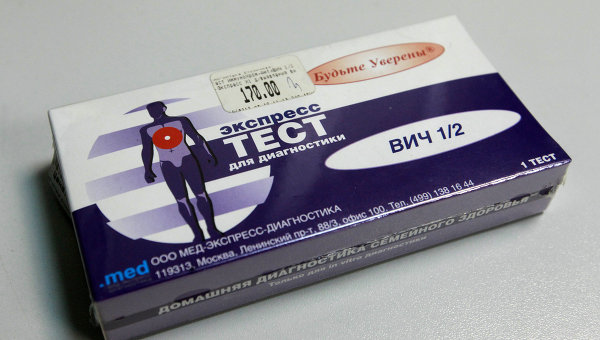 Будьте Уверены®
170.00
экспресс
ТЕСТ
для диагностики
ВИЧ 1/2
1 ТЕСТ
.med
ООО МЕД-ЭКСПРЕСС-ДИАГНОСТИКА
119313, Москва, Ленинский пр-т, 88/3, офис 100, Тел. (499) 138 16 44
ДОМАШНЯЯ ДИАГНОСТИКА СЕМЕЙНОГО ЗДОРОВЬЯ
Только для in vitro диагностики